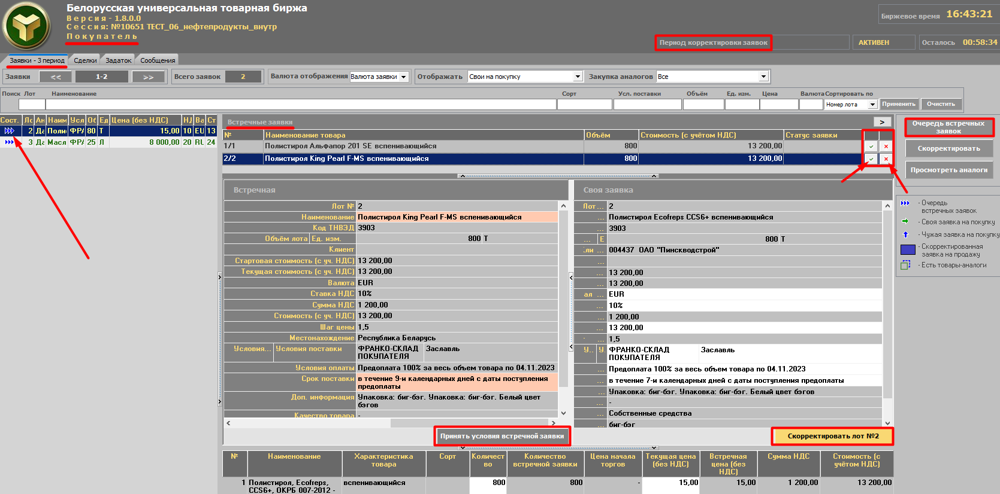 Белорусская универсальная товарная биржа
Версия - 1.8.0.0
Сессия: №10651 ТЕСТ_06_нефтепродукты_внутр
Покупатель
Биржевое время 16:43:21
Период корректировки заявок
АКТИВЕН
Осталось 00:58:34
Заявки - 3 период Сделки Задаток Сообщения
Заявки << 1-2 >> Всего заявок 2 Валюта отображения Валюта заявки Отображать Свои на покупку Закупка аналогов Все
Поиск Лот Наименование Сорт Усл. поставки Объём Ед. изм. Цена Валюта Сортировать по
Номер лота Применить Очистить
Сост. Лс Ан Наим Усл Об Ед Цена (без НДС) НД Ва Ст
2 Да Поли ФРА 80 Т 15,00 10 EU 13
3 Да Масл ФРА 25 Л 8 000,00 20 RU 24
Встречные заявки >
№ Наименование товара Объём Стоимость (с учётом НДС) Статус заявки
1/1 Полистирол Альфапор 201 SE вспенивающийся 800 13 200,00
2/2 Полистирол King Pearl F-MS вспенивающийся 800 13 200,00
Очередь встречных
заявок
Скорректировать
Просмотреть аналоги
- Очередь
встречных заявок
- Своя заявка на покупку
- Чужая заявка на покупку
- Скорректированная
заявка на продажу
- Есть товары-аналоги
Встречная
Лот № 2
Наименование Полистирол King Pearl F-MS вспенивающийся
Код ТНВЭД 3903
Объём лота Ед. изм. 800 Т
Клиент
Стартовая стоимость (с уч. НДС) 13 200,00
Текущая стоимость (с уч. НДС) 13 200,00
Валюта EUR
Ставка НДС 10%
Сумма НДС 1 200,00
Стоимость (с уч. НДС) 13 200,00
Шаг цены 1,5
Местонахождение Республика Беларусь
Условия... Условия поставки ФРАНКО-СКЛАД Заславль
ПОКУПАТЕЛЯ
Условия оплаты Предоплата 100% за весь объем товара по 04.11.2023
Срок поставки в течение 9-и календарных дней с даты поступления
предоплаты
Доп. информация Упаковка: биг-бэг. Упаковка: биг-бэг. Белый цвет
бэгов
Качество товара -
Принять условия встречной заявки
Своя заявка
Лот ... 2
... Полистирол Ecofreps CCS6+ вспенивающийся
... 3903
... Е 800 Т
ли ... 004437 ОАО "Пинскводстрой"
...
... 13 200,00
... 13 200,00
ал ... EUR
... 10%
... 1 200,00
... 13 200,00
... 1,5
У.. У. ФРАНКО-СКЛАД Заславль
ПОКУПАТЕЛЯ
... Предоплата 100% за весь объем товара по 04.11.2023
... в течение 7-и календарных дней с даты поступления предоплаты
... Упаковка: биг-бэг. Упаковка: биг-бэг. Белый цвет бэгов
... -
... Собственные средства
... биг-бэг
Скорректировать лот №2
№ Наименование Характеристика товара Сорт Количество Количество встречной заявки Цена начала торгов Текущая цена (без НДС) Встречная цена (без НДС) Сумма НДС Стоимость (с учётом НДС)
1 Полистирол, Ecofreps, вспенивающийся 800 800 - 15,00 15,00 1 200,00 13 200,00
CCS6+, ОКРБ 007-2012 -